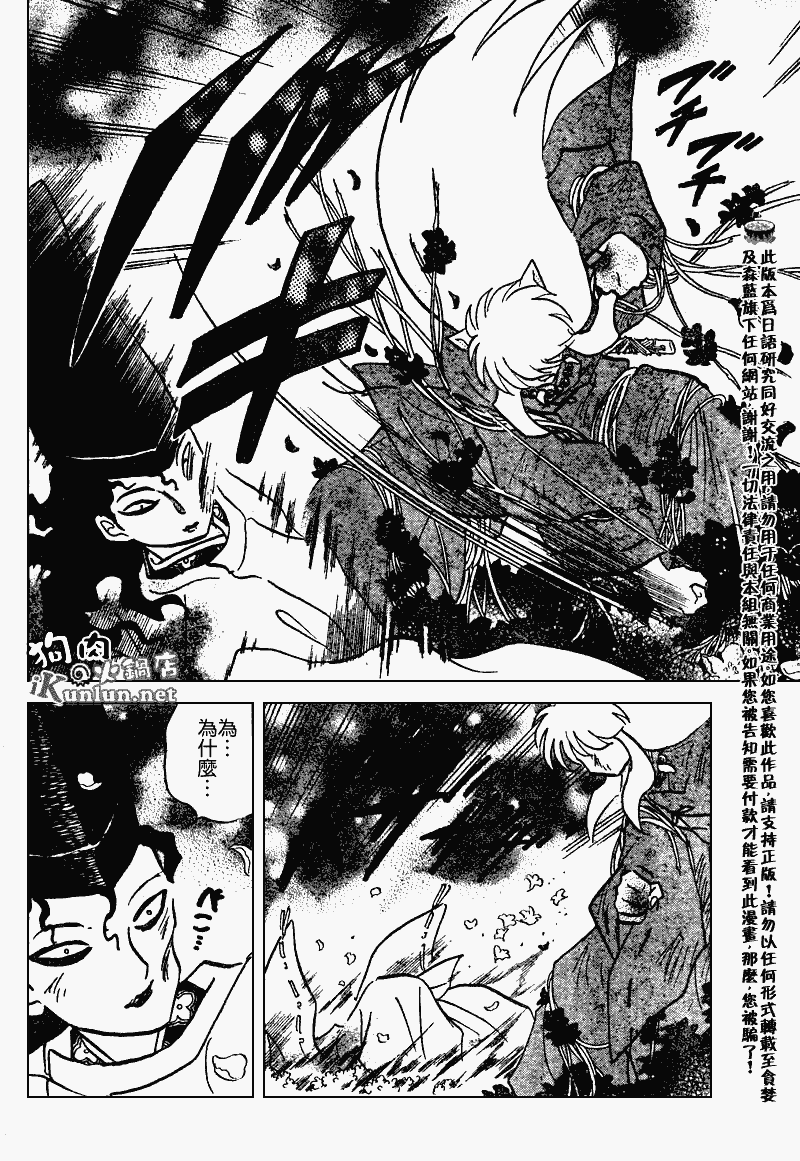 ブチ
ブチッ
ギャ
此版本爲日語研究同好交流之用,請勿用于任何商業用途,如您喜歡此作品,請支持正版!請勿以任何形式轉載至貪婪
及森藍旗下任何網站,謝謝!一切法律責任與本組無關,如果您被告知需要付款才能看到此漫畫,那麼,您被騙了!
狗肉の火鍋店
iKunlun.net
為…
為什麼…